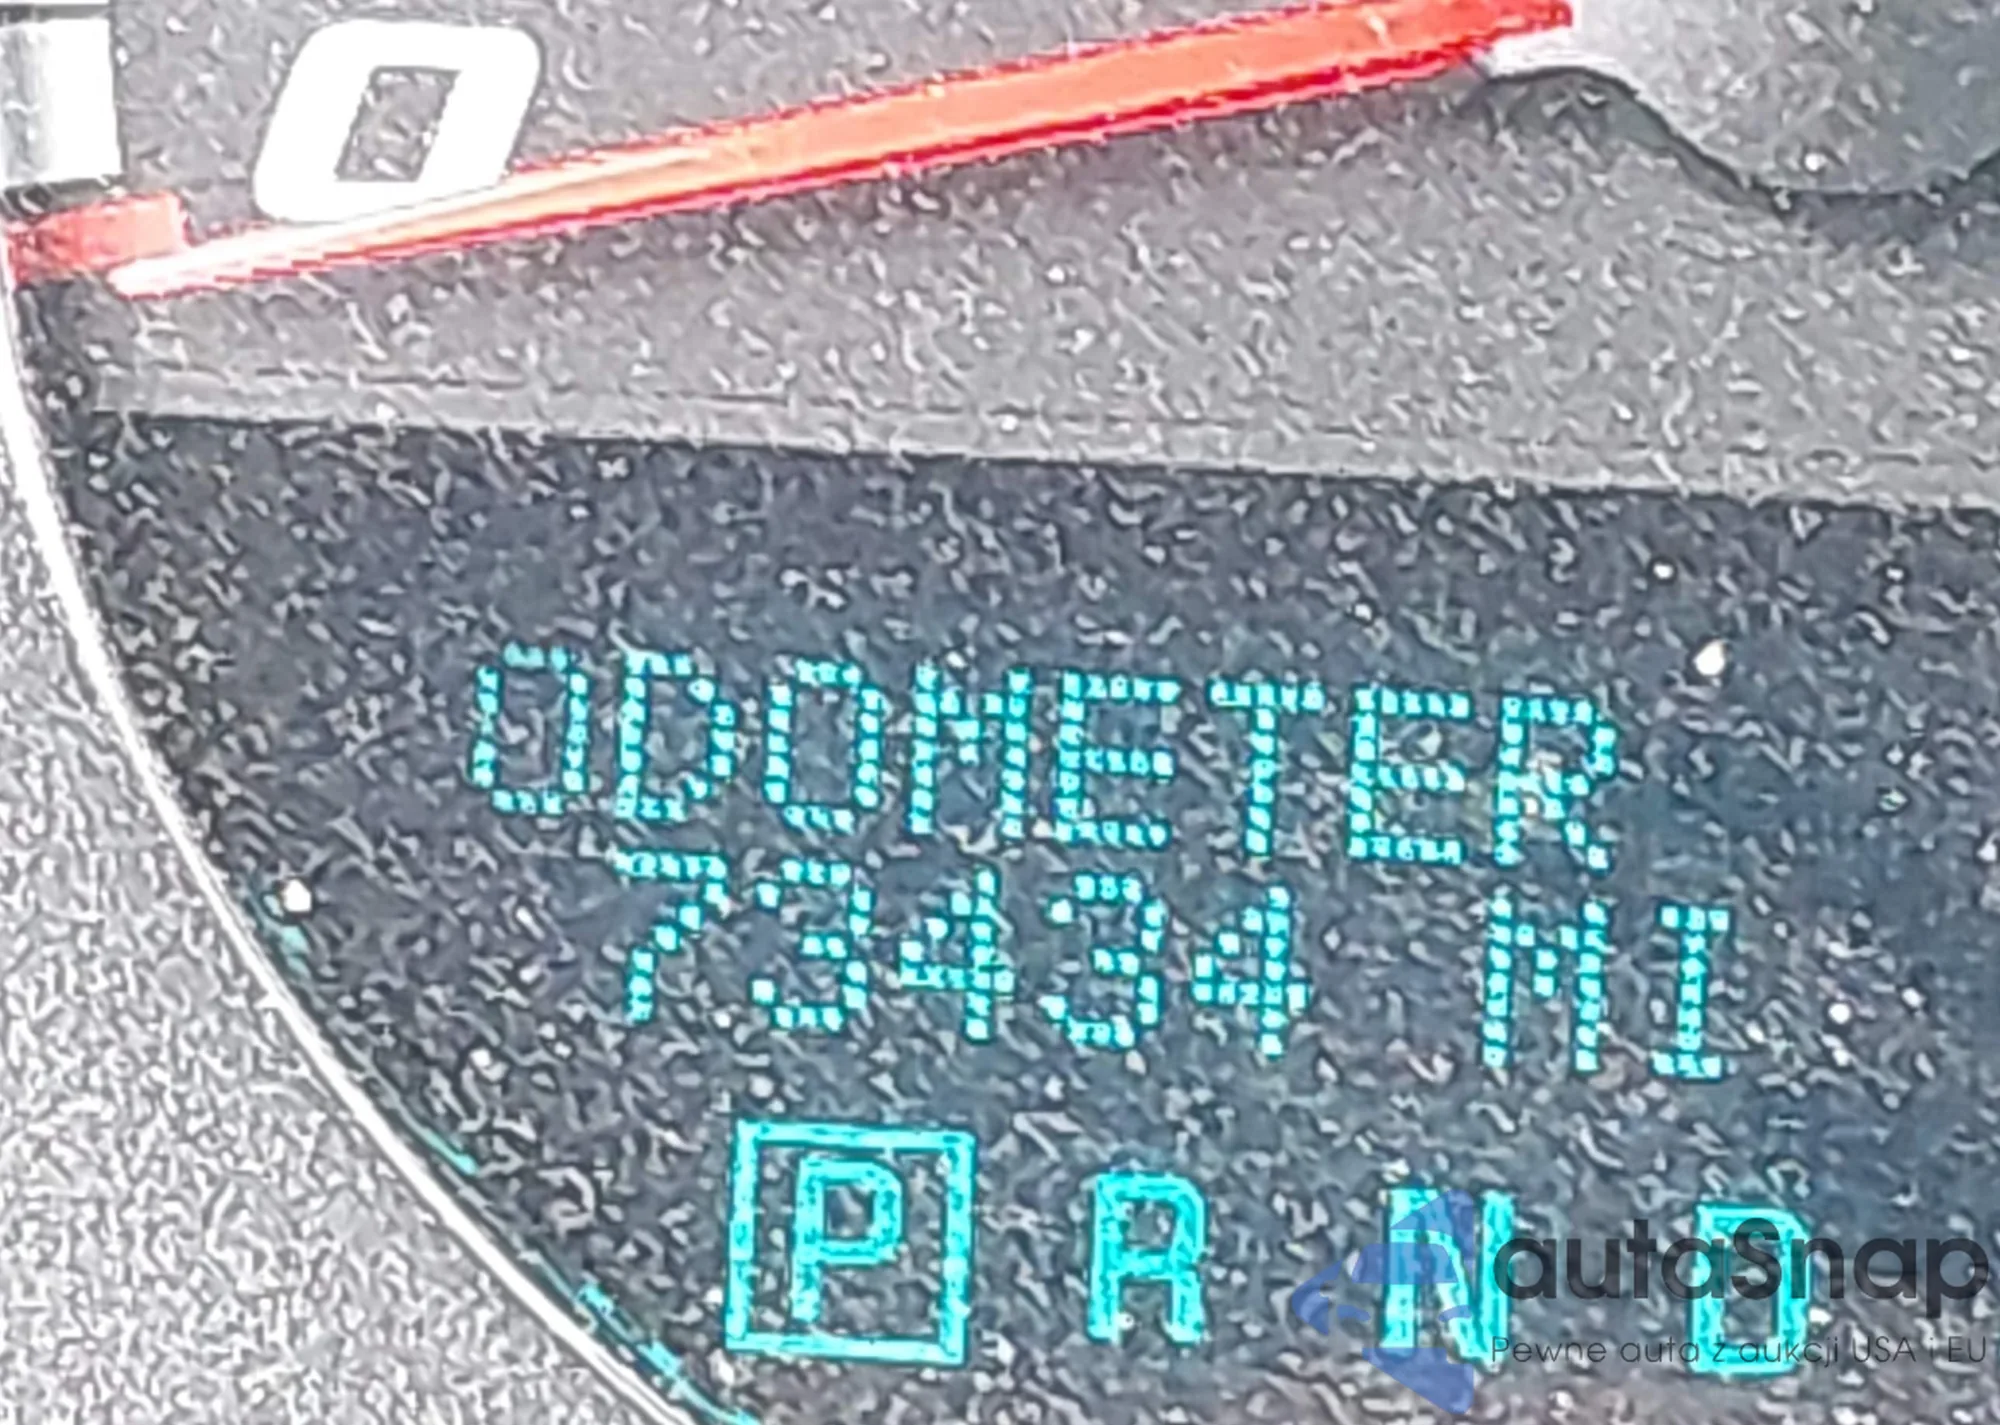 0
ODOMETER
73434 MI
P R N D
autaSnap
Pewne auta z aukcji USA i EU